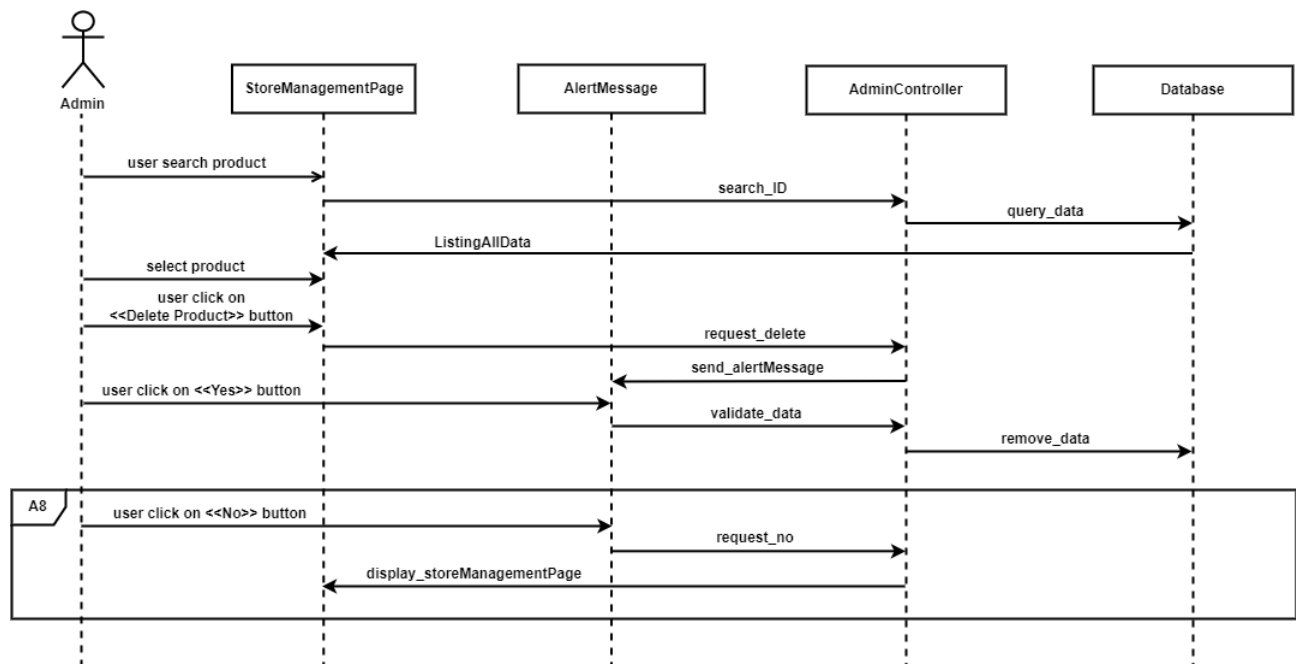 Admin
StoreManagementPage
AlertMessage
AdminController
Database
user search product
search_ID
query_data
ListingAllData
select product
user click on
<<Delete Product>> button
request_delete
send_alertMessage
user click on <<Yes>> button
validate_data
remove_data
A8
user click on <<No>> button
request_no
display_storeManagementPage